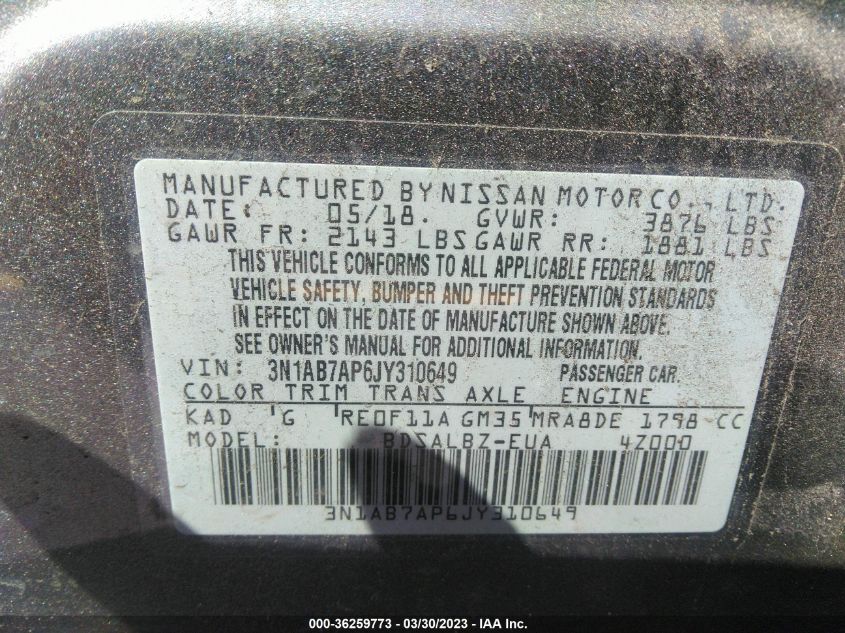 MANUFACTURED BY NISSAN MOTOR CO., LTD.
DATE: 05/18. GVWR: 3876 LBS
GAWR FR: 2143 LBS GAWR RR: 1881 LBS
THIS VEHICLE CONFORMS TO ALL APPLICABLE FEDERAL MOTOR
VEHICLE SAFETY, BUMPER AND THEFT PREVENTION STANDARDS
IN EFFECT ON THE DATE OF MANUFACTURE SHOWN ABOVE.
SEE OWNER'S MANUAL FOR ADDITIONAL INFORMATION.
VIN: 3N1AB7AP6JY310649 PASSENGER CAR.
COLOR TRIM TRANS AXLE ENGINE
KAD 'G 'RE0F11A GM35'MRA8DE 1798 CC
MODEL: BDSALBZ-EUA 4Z000
3N1AB7AP6JY310649
000-36259773 - 03/30/2023 - IAA Inc.